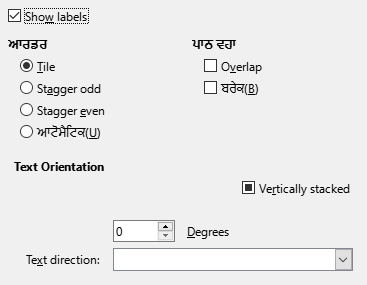 Show labels
ਆਰਡਰ
Tile
Stagger odd
Stagger even
ਆਟੋਮੈਟਿਕ(U)
ਪਾਠ ਵਹਾ
Overlap
ਬਰੇਕ(B)
Text Orientation
Vertically stacked
0 Degrees
Text direction: